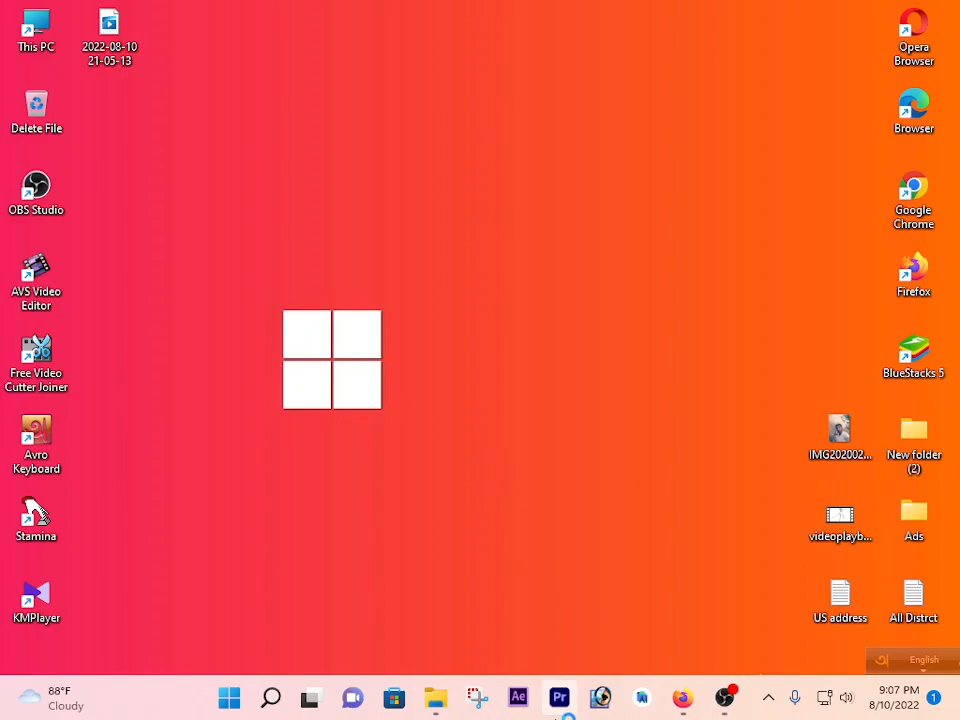 This PC
2022-08-10
21-05-13
Opera
Browser
Delete File
Browser
OBS Studio
Google
Chrome
AVS Video
Editor
Firefox
Free Video
Cutter Joiner
BlueStacks 5
Avro
Keyboard
IMG202002...
New folder
(2)
Stamina
videoplayb...
Ads
KMPlayer
US address
All Distrct
অ
English
88°F
Cloudy
Ae
Pr
9:07 PM
8/10/2022
1